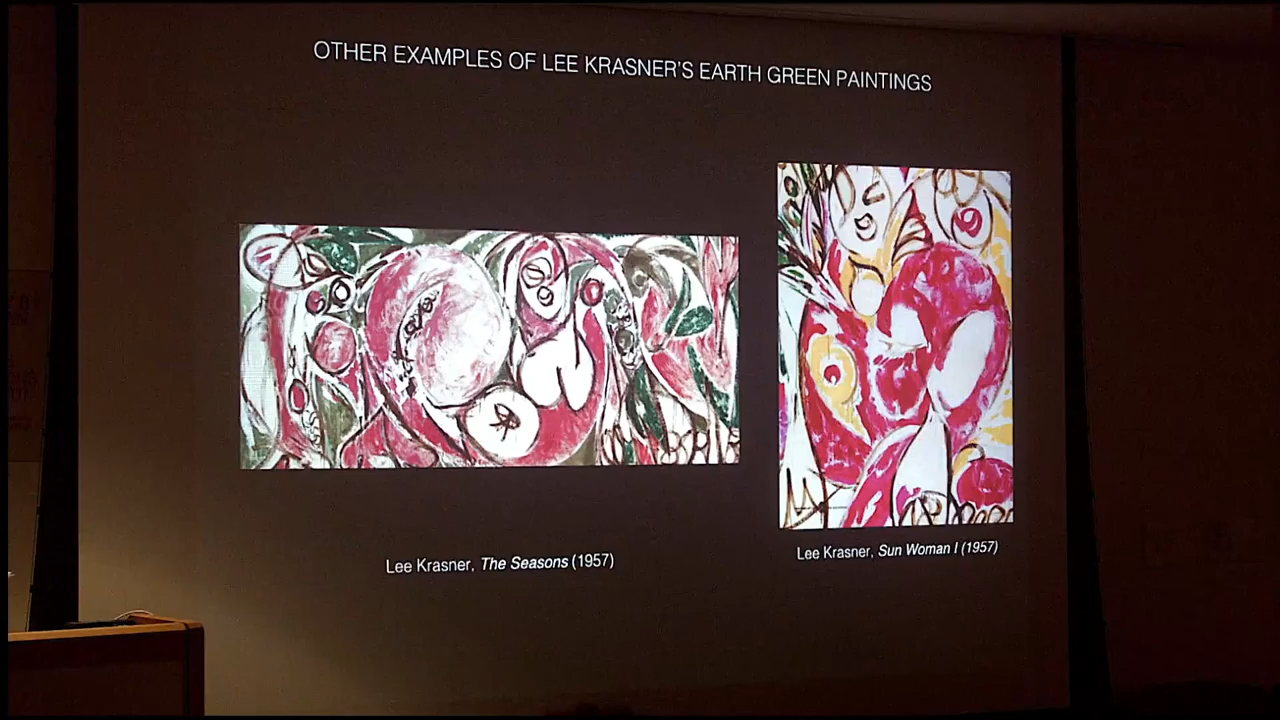 OTHER EXAMPLES OF LEE KRASNER'S EARTH GREEN PAINTINGS
Lee Krasner, The Seasons (1957)
Lee Krasner, Sun Woman I (1957)